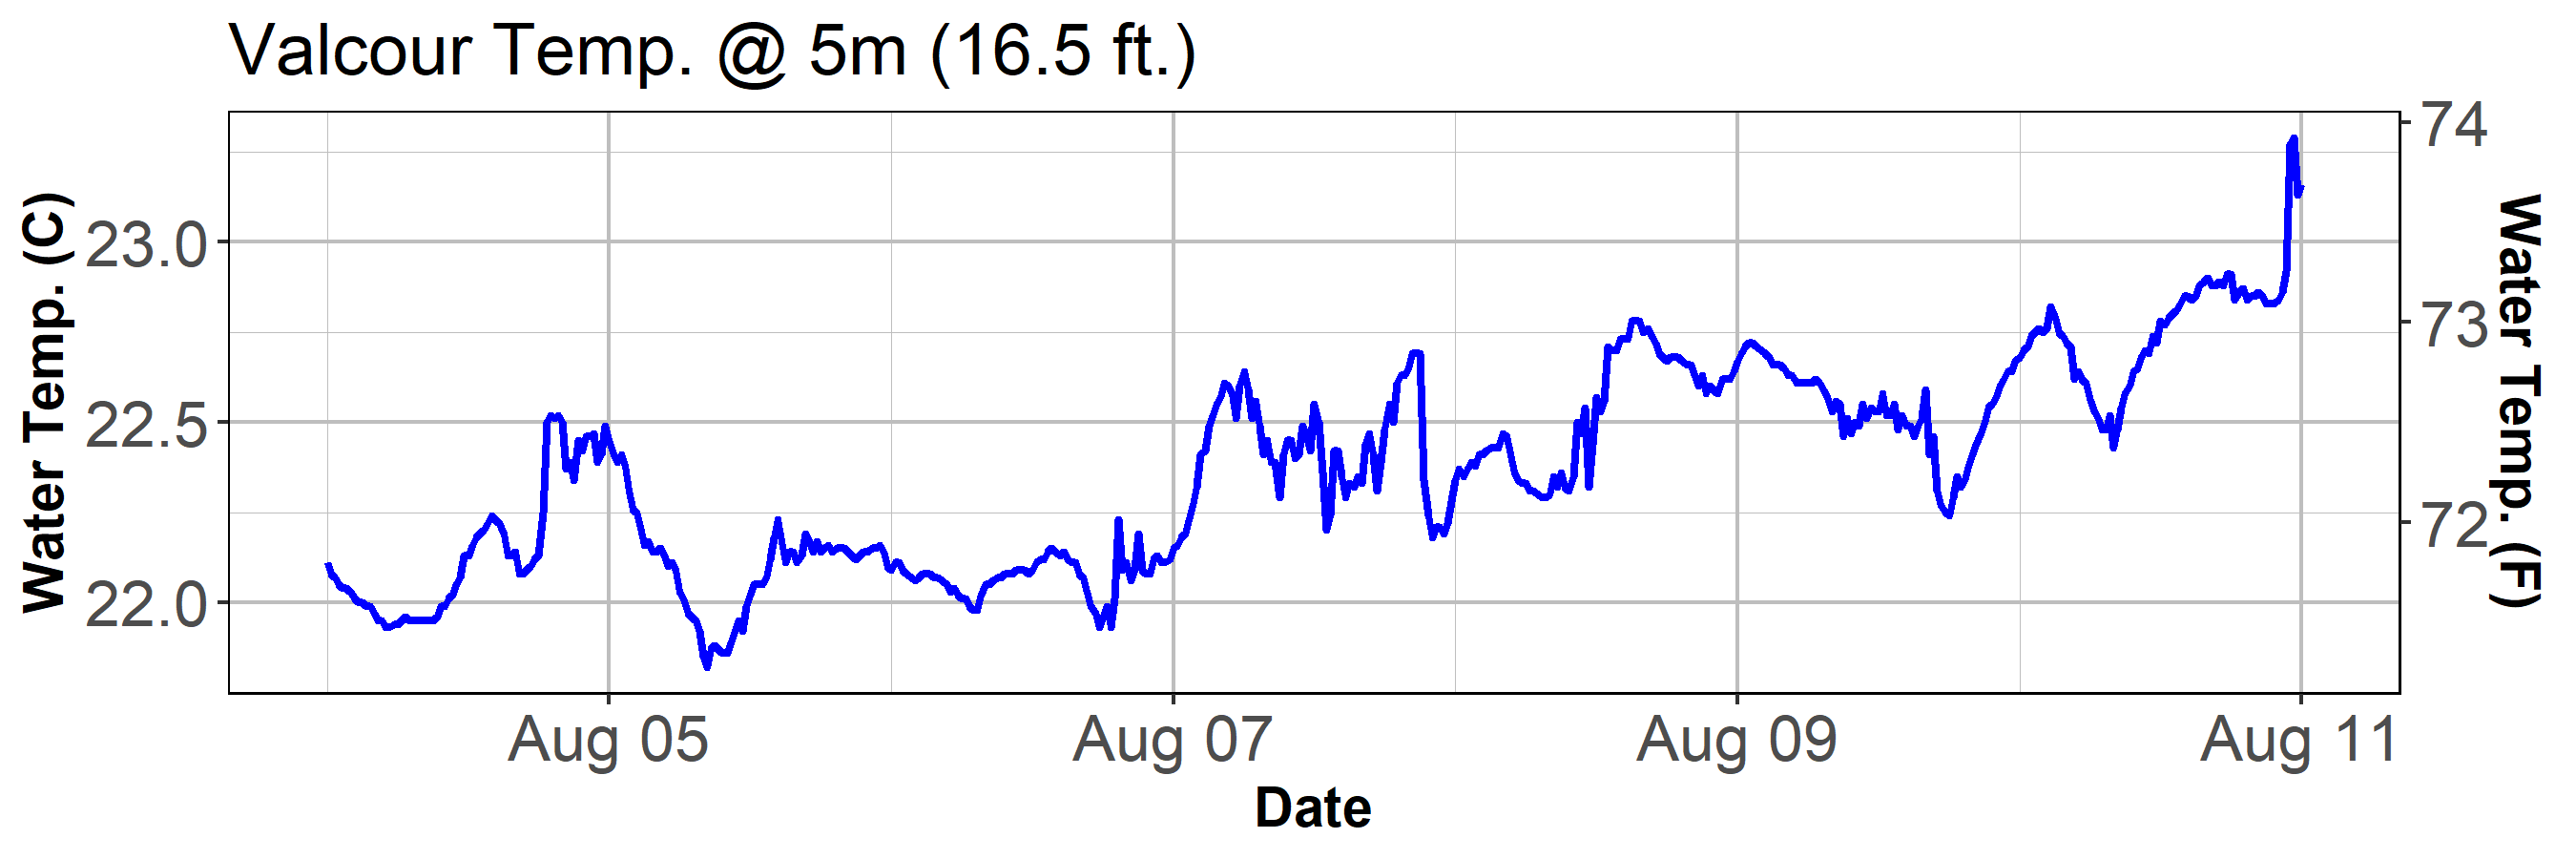 Valcour Temp. @ 5m (16.5 ft.)
Water Temp. (C)
23.0
22.5
22.0
74
73
72
Water Temp. (F)
Aug 05
Aug 07
Aug 09
Aug 11
Date